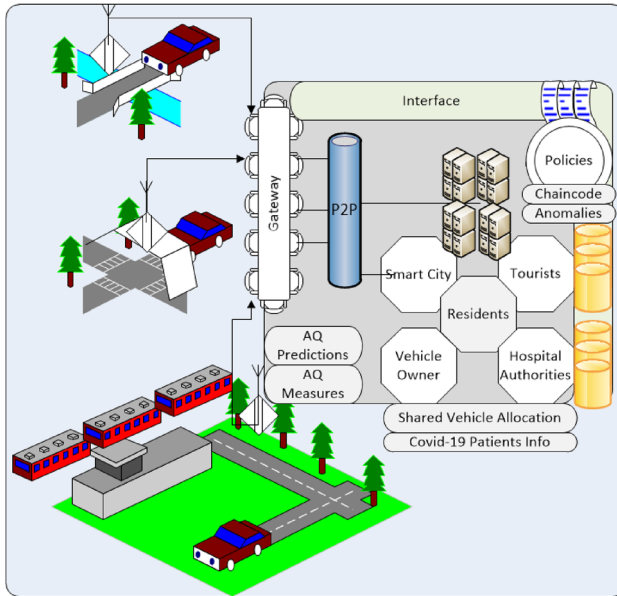 Interface
Policies
Chaincode
Anomalies
Gateway
P2P
Smart City
Tourists
Residents
AQ
Predictions
AQ
Measures
Vehicle
Owner
Hospital
Authorities
Shared Vehicle Allocation
Covid-19 Patients Info